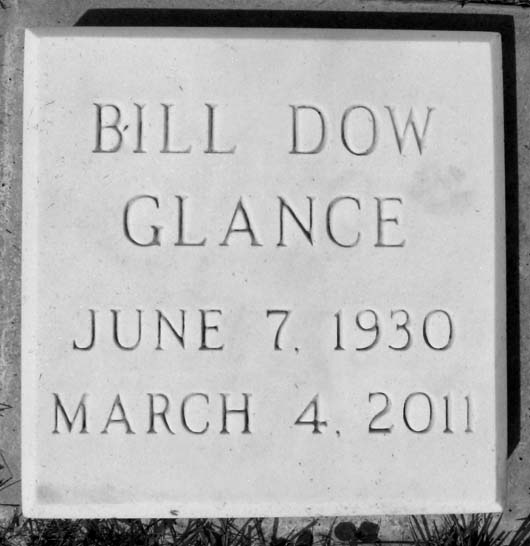 BILL DOW
GLANCE
JUNE 7, 1930
MARCH 4, 2011